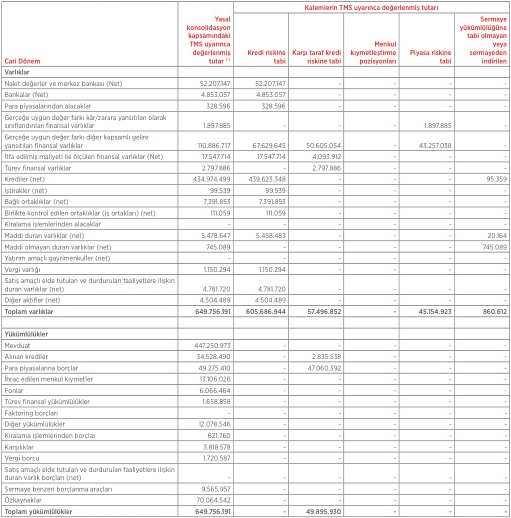 Kalemlerin TMS uyarınca değerlenmiş tutarı
Cari Dönem | Yasal konsolidasyon kapsamındaki TMS uyarınca değerlenmiş tutar (*) | Kredi riskine tabi | Karşı taraf kredi riskine tabi | Menkul kıymetleştirme pozisyonları | Piyasa riskine tabi | Sermaye yükümlülüğüne tabi olmayan veya sermayeden indirilen
Varlıklar
Nakit değerler ve merkez bankası (Net) 52.207.147 52.207.147 - - - -
Bankalar (Net) 4.853.057 4.853.057 - - - -
Para piyasalarından alacaklar 328.596 328.596 - - - -
Gerçeğe uygun değer farkı kâr/zarara yansıtılan olarak
sınıflandırılan finansal varlıklar 1.897.885 - - - 1.897.885 -
Gerçeğe uygun değer farkı diğer kapsamlı gelire
yansıtılan finansal varlıklar 110.886.717 67.629.645 50.605.054 - 43.257.038 -
İtfa edilmiş maliyeti ile ölçülen finansal varlıklar (Net) 17.547.714 17.547.714 4.093.912 - - -
Türev finansal varlıklar 2.797.886 - 2.797.886 - - -
Krediler (net) 434.974.499 439.623.348 - - - 95.359
İştirakler (net) 99.539 99.539 - - - -
Bağlı ortaklıklar (net) 7.391.853 7.391.853 - - - -
Birlikte kontrol edilen ortaklıklar (iş ortakları) (net) 111.059 111.059 - - - -
Kiralama işlemlerinden alacaklar - - - - - -
Maddi duran varlıklar (net) 5.478.647 5.458.483 - - - 20.164
Maddi olmayan duran varlıklar (net) 745.089 - - - - 745.089
Yatırım amaçlı gayrimenkuller (net) - - - - - -
Vergi varlığı 1.150.294 1.150.294 - - - -
Satış amaçlı elde tutulan ve durdurulan faaliyetlere ilişkin
duran varlıklar (net) 4.781.720 4.781.720 - - - -
Diğer aktifler (net) 4.504.489 4.504.489 - - - -
Toplam varlıklar 649.756.191 605.686.944 57.496.852 - 45.154.923 860.612
Yükümlülükler
Mevduat 447.250.973 - - - - -
Alınan krediler 34.528.490 - 2.835.538 - - -
Para piyasalarına borçlar 49.275.410 - 47.060.392 - - -
İhraç edilen menkul kıymetler 13.106.026 - - - - -
Fonlar 6.066.464 - - - - -
Türev finansal yükümlülükler 1.658.858 - - - - -
Faktoring borçları - - - - - -
Diğer yükümlülükler 12.078.546 - - - - -
Kiralama işlemlerinden borçlar 621.760 - - - - -
Karşılıklar 3.818.578 - - - - -
Vergi borcu 1.720.587 - - - - -
Satış amaçlı elde tutulan ve durdurulan faaliyetlere ilişkin
duran varlık borçları (net) - - - - - -
Sermaye benzeri borçlanma araçları 9.565.957 - - - - -
Özkaynaklar 70.064.542 - - - - -
Toplam yükümlülükler 649.756.191 - 49.895.930 - - -